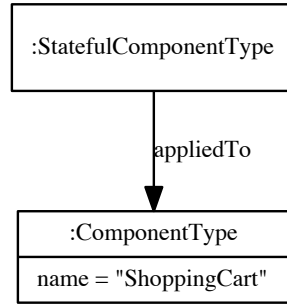 :StatefulComponentType
appliedTo
:ComponentType
name = "ShoppingCart"